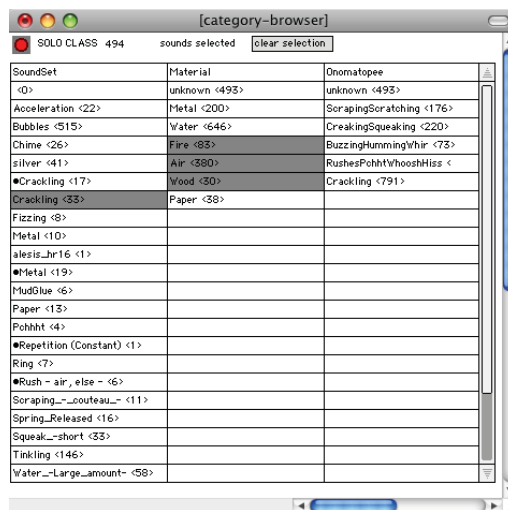 [category-browser]
SOLO CLASS 494 sounds selected clear selection
SoundSet Material Onomatopee
<0> unknown <493> unknown <493>
Acceleration <22> Metal <200> ScrapingScratching <176>
Bubbles <515> Water <646> CreakingSqueaking <220>
Chime <26> Fire <83> BuzzingHummingWhir <73>
silver <41> Air <380> RushesPohhtWhooshHiss <
●Crackling <17> Wood <30> Crackling <791>
Crackling <33> Paper <38>
Fizzing <8>
Metal <10>
alesis_hr16 <1>
●Metal <19>
MudGlue <6>
Paper <13>
Pohhht <4>
●Repetition (Constant) <1>
Ring <7>
●Rush - air, else - <6>
Scraping_-_couteau_- <11>
Spring_Released <16>
Squeak_-short <33>
Tinkling <146>
Water_-Large_amount- <58>